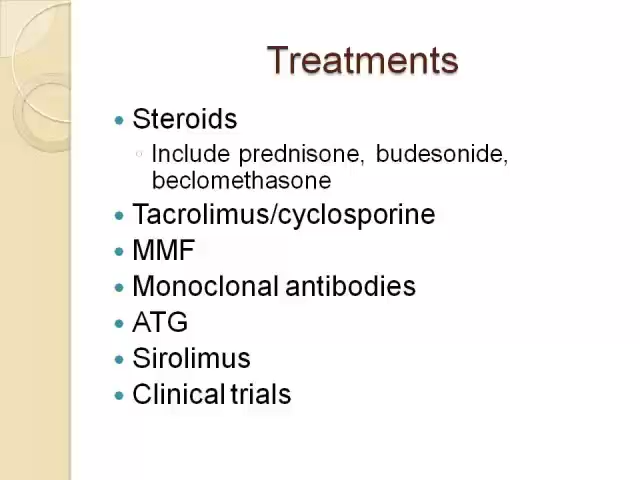 Treatments
• Steroids
◦ Include prednisone, budesonide,
beclomethasone
• Tacrolimus/cyclosporine
• MMF
• Monoclonal antibodies
• ATG
• Sirolimus
• Clinical trials